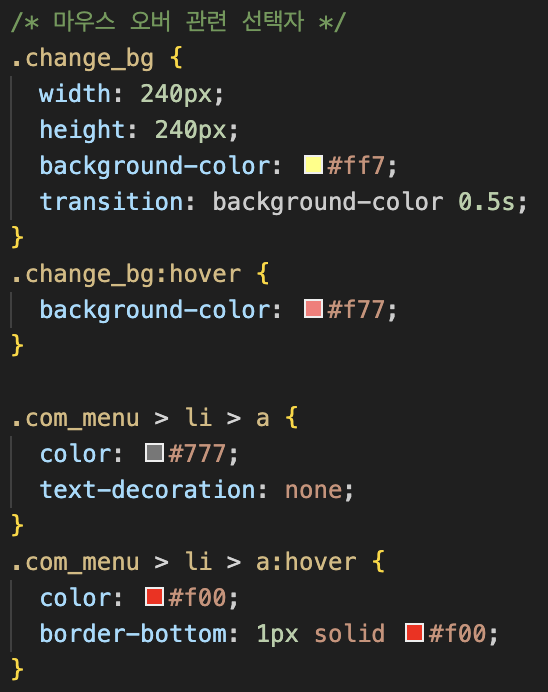 /* 마우스 오버 관련 선택자 */
.change_bg {
  width: 240px;
  height: 240px;
  background-color: #ff7;
  transition: background-color 0.5s;
}
.change_bg:hover {
  background-color: #f77;
}

.com_menu > li > a {
  color: #777;
  text-decoration: none;
}
.com_menu > li > a:hover {
  color: #f00;
  border-bottom: 1px solid #f00;
}